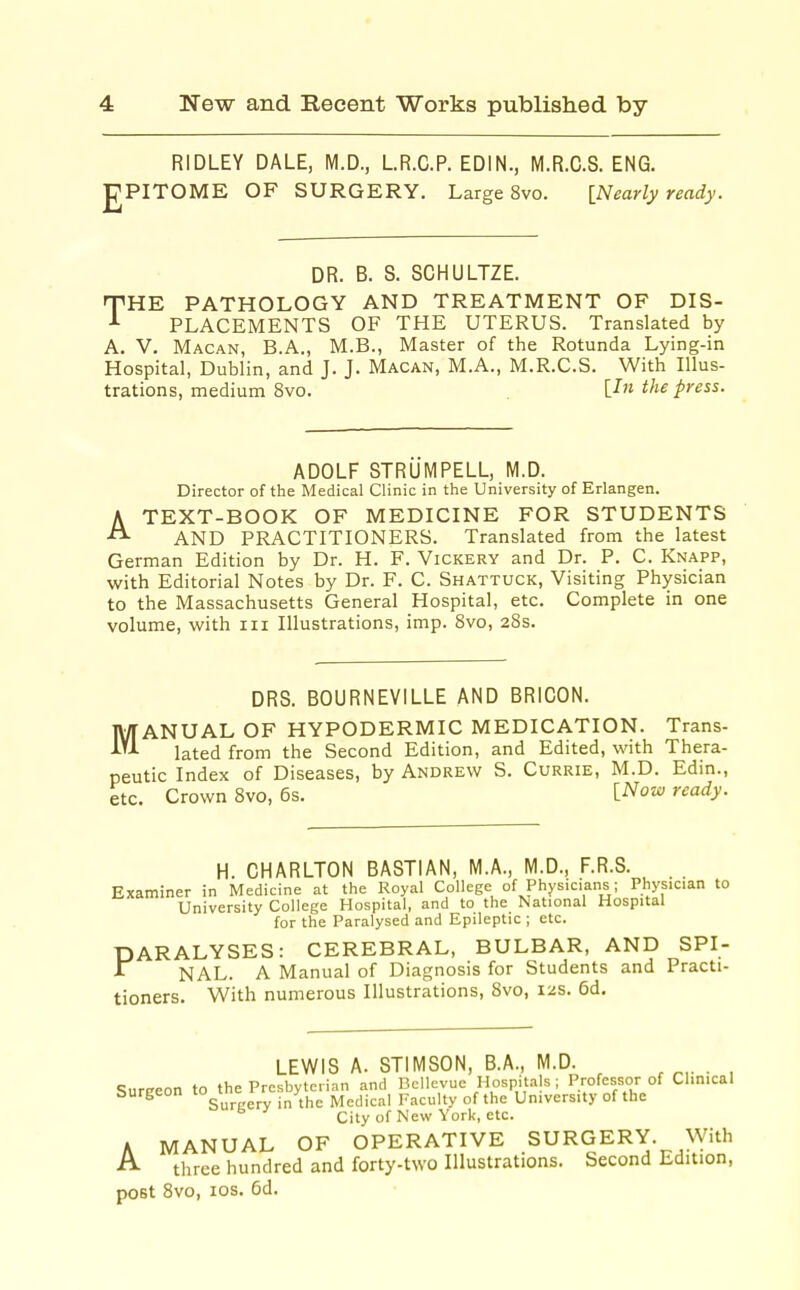 4 New and Recent Works published by
RIDLEY DALE, M.D., L.R.C.P. EDIN., M.R.C.S. ENG.
EPITOME OF SURGERY. Large 8vo. [Nearly ready.
DR. B. S. SCHULTZE.
THE PATHOLOGY AND TREATMENT OF DIS-
PLACEMENTS OF THE UTERUS. Translated by
A. V. MACAN, B.A., M.B., Master of the Rotunda Lying-in
Hospital, Dublin, and J. J. MACAN, M.A., M.R.C.S. With Illus-
trations, medium 8vo. [In the press.
ADOLF STRÜMPELL, M.D.
Director of the Medical Clinic in the University of Erlangen.
A TEXT-BOOK OF MEDICINE FOR STUDENTS
AND PRACTITIONERS. Translated from the latest
German Edition by Dr. H. F. VICKERY and Dr. P. C. KNAPP,
with Editorial Notes by Dr. F. C. SHATTUCK, Visiting Physician
to the Massachusetts General Hospital, etc. Complete in one
volume, with 111 Illustrations, imp. 8vo, 28s.
DRS. BOURNEVILLE AND BRICON.
MANUAL OF HYPODERMIC MEDICATION. Trans-
lated from the Second Edition, and Edited, with Thera-
peutic Index of Diseases, by ANDREW S. CURRIE, M.D. Edin.,
etc. Crown 8vo, 6s. [Now ready.
H. CHARLTON BASTIAN, M.A., M.D., F.R.S.
Examiner in Medicine at the Royal College of Physicians; Physician to
University College Hospital, and to the National Hospital
for the Paralysed and Epileptic; etc.
PARALYSES: CEREBRAL, BULBAR, AND SPI-
NAL. A Manual of Diagnosis for Students and Practi-
tioners. With numerous Illustrations, 8vo, 12s. 6d.
LEWIS A. STIMSON, B.A., M.D.
Surgeon to the Presbyterian and Bellevue Hospitals; Professor of Clinical
Surgery in the Medical Faculty of the University of the
City of New York, etc.
A MANUAL OF OPERATIVE SURGERY. With
three hundred and forty-two Illustrations. Second Edition,
post 8vo, 10s. 6d.